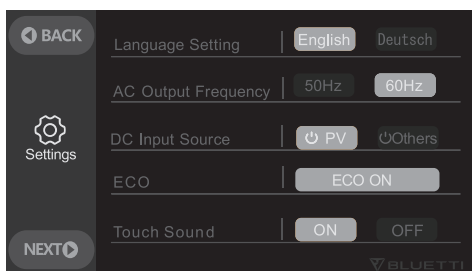 BACK
Language Setting English Deutsch
AC Output Frequency 50Hz 60Hz
Settings
DC Input Source PV Others
ECO ECO ON
Touch Sound ON OFF
NEXT
BLUETTI